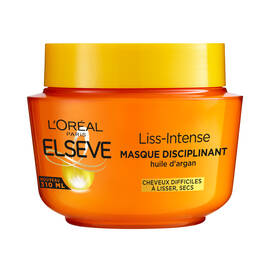 L'ORÉAL
PARIS
ELSEVE
NOUVEAU
310 ML
Liss-Intense
MASQUE DISCIPLINANT
huile d'argan
CHEVEUX DIFFICILES
À LISSER, SECS